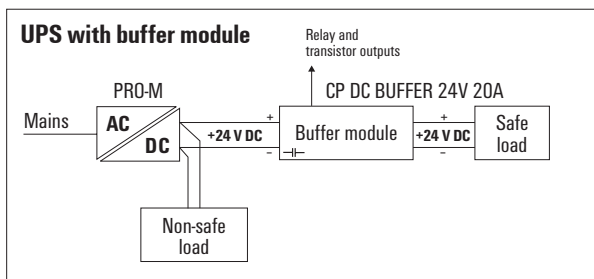 UPS with buffer module
Relay and
transistor outputs
PRO-M
CP DC BUFFER 24V 20A
Mains
AC
DC
+
+24 V DC
–
Buffer module
+
+24 V DC
–
Safe
load
Non-safe
load